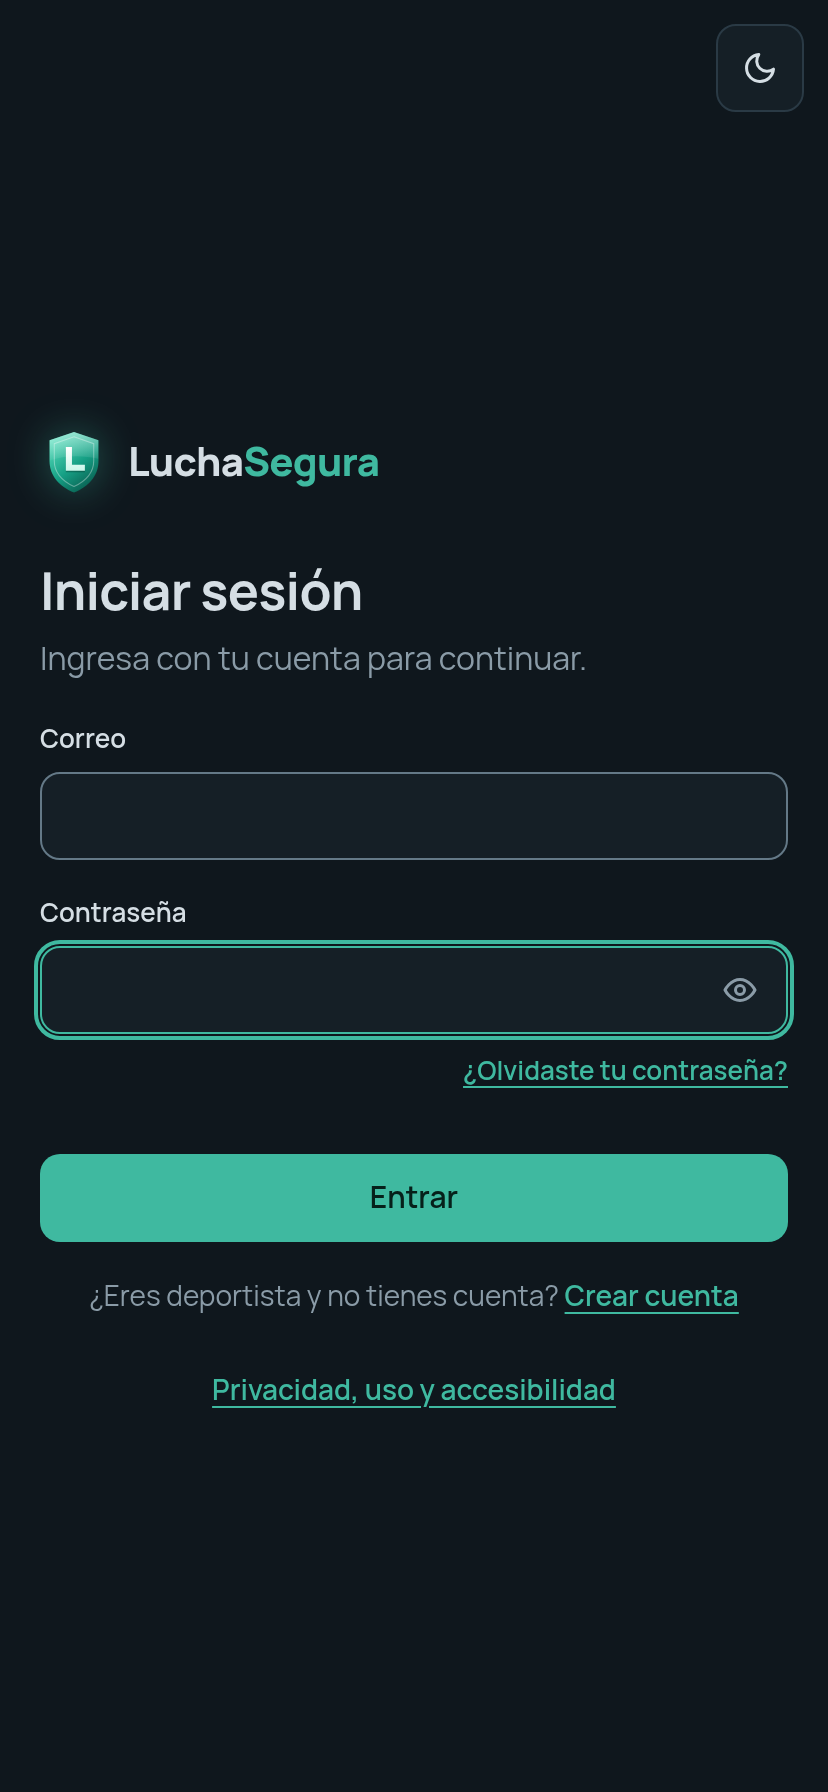 L
LuchaSegura
Iniciar sesión
Ingresa con tu cuenta para continuar.
Correo
Contraseña
¿Olvidaste tu contraseña?
Entrar
¿Eres deportista y no tienes cuenta? Crear cuenta
Privacidad, uso y accesibilidad